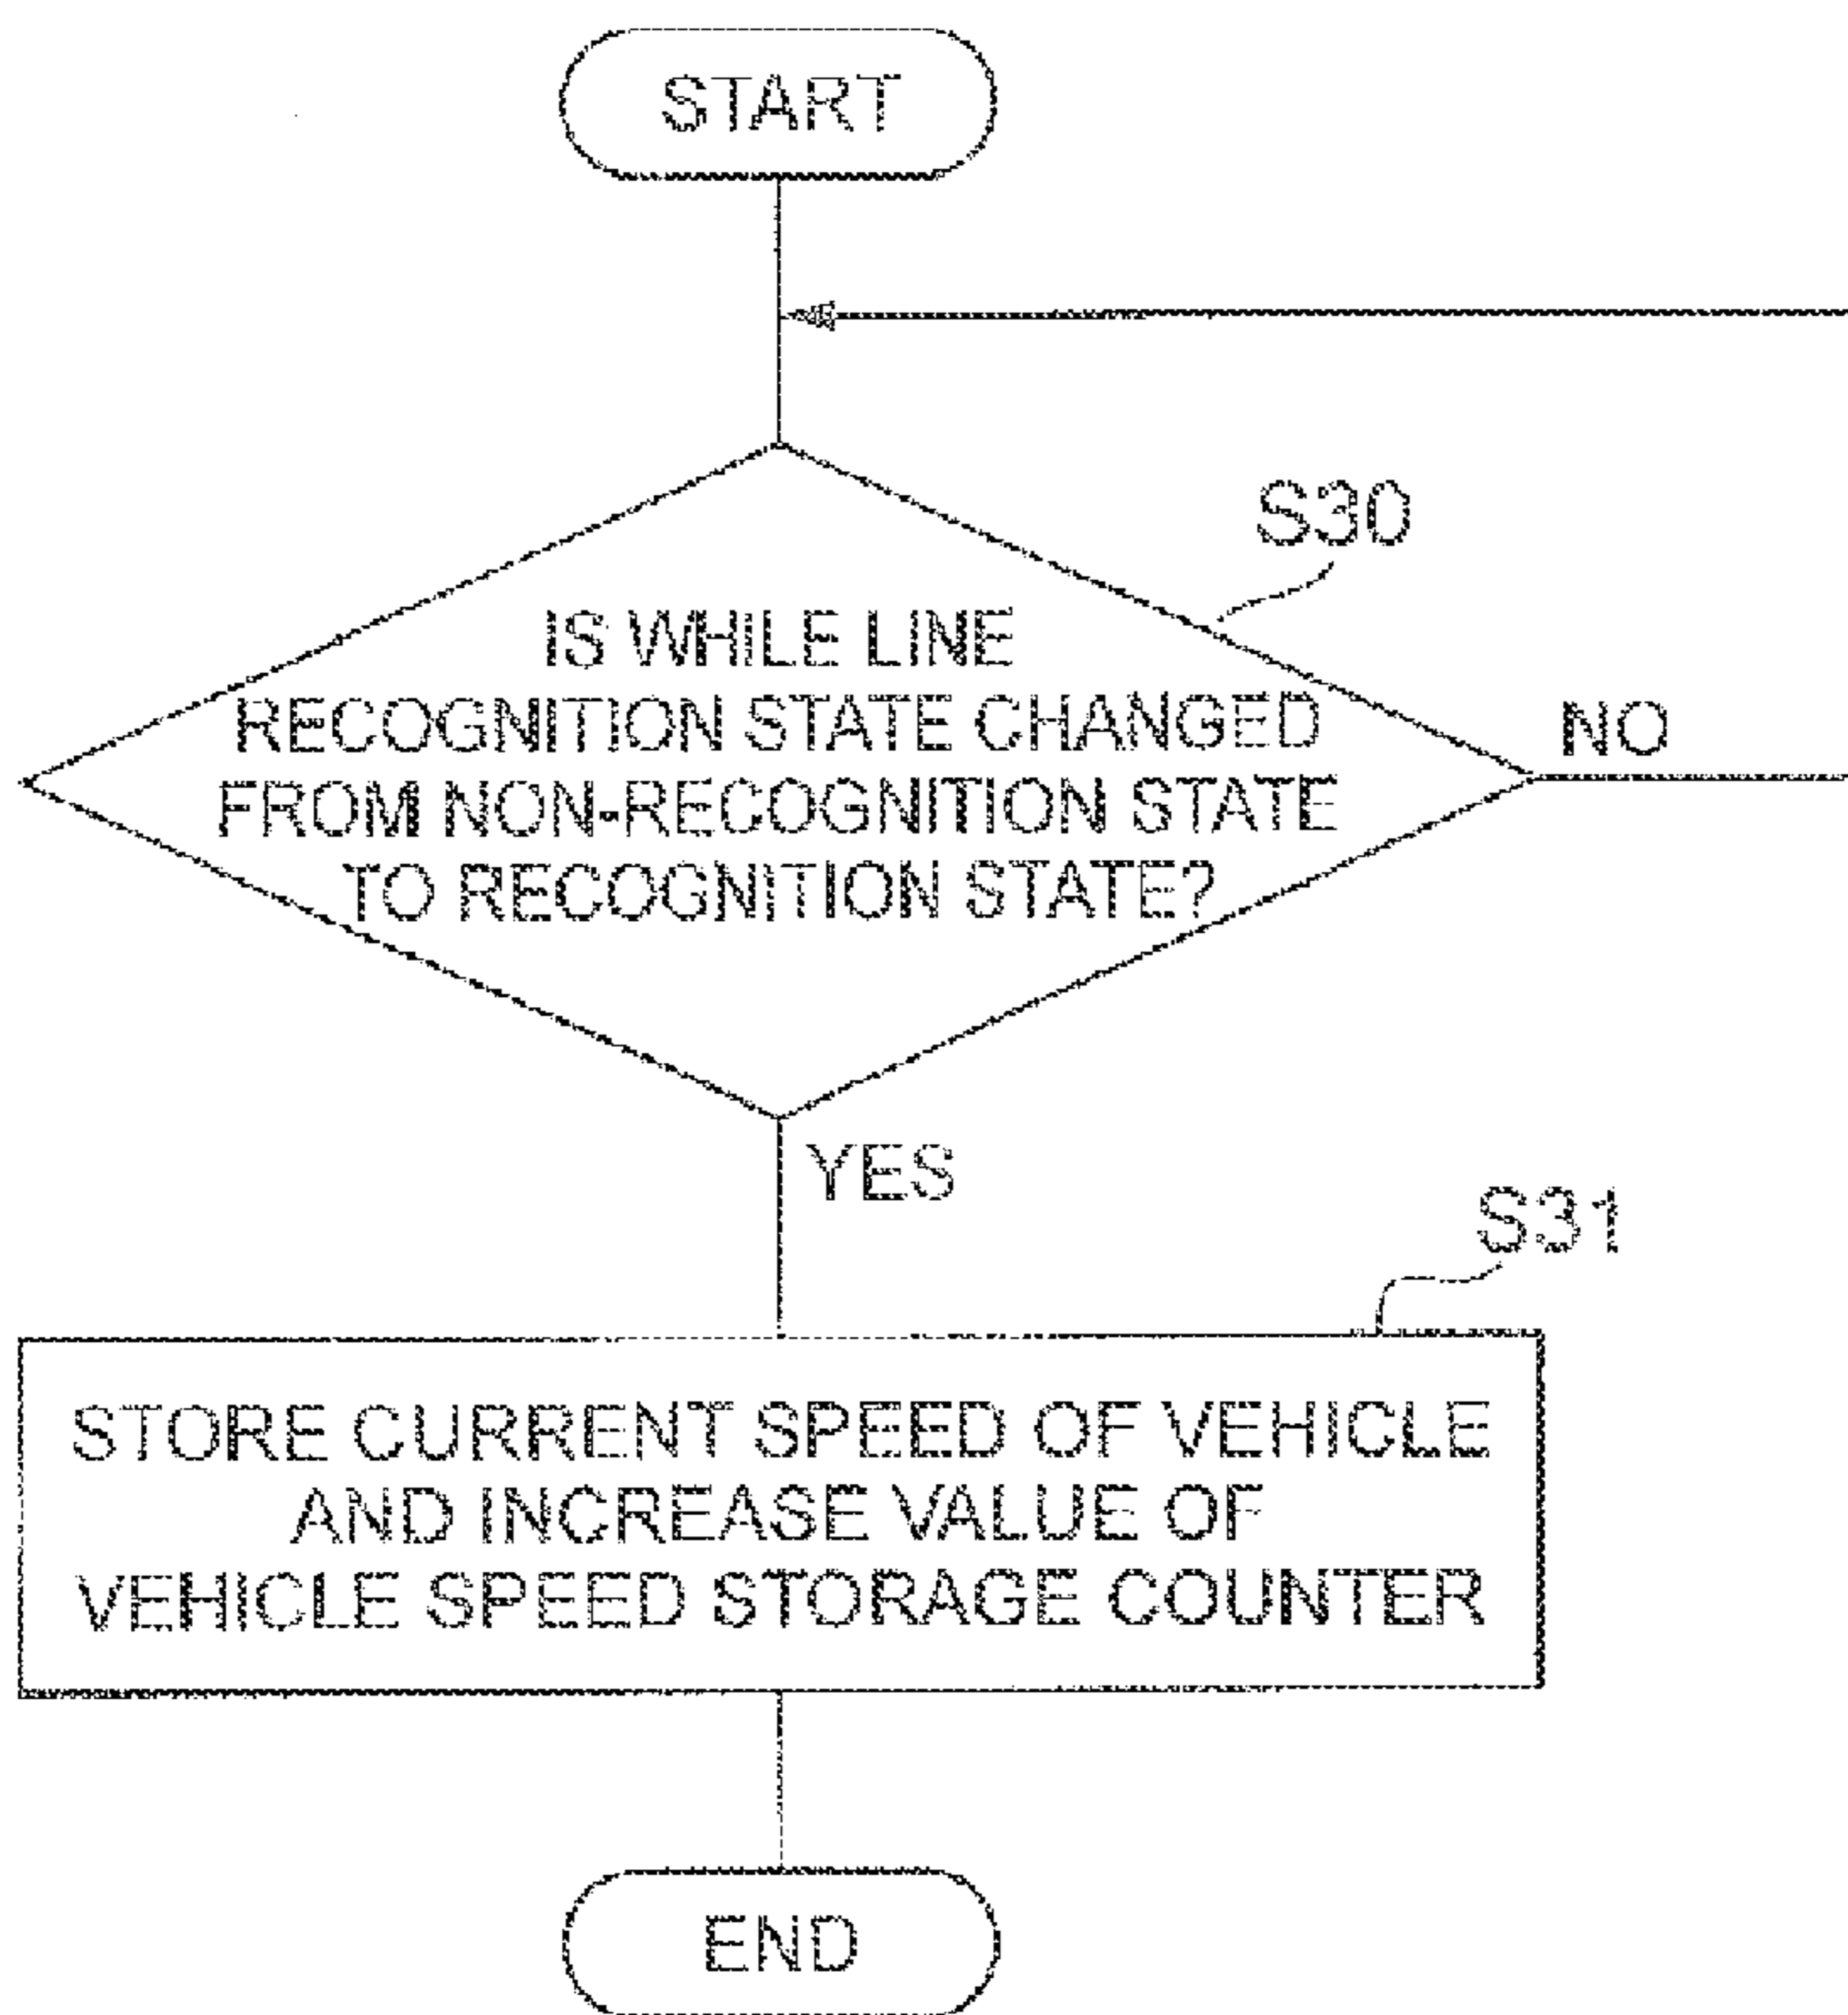 START
S30
IS WHILE LINE
RECOGNITION STATE CHANGED
FROM NON-RECOGNITION STATE
TO RECOGNITION STATE?
NO
YES
S31
STORE CURRENT SPEED OF VEHICLE
AND INCREASE VALUE OF
VEHICLE SPEED STORAGE COUNTER
END